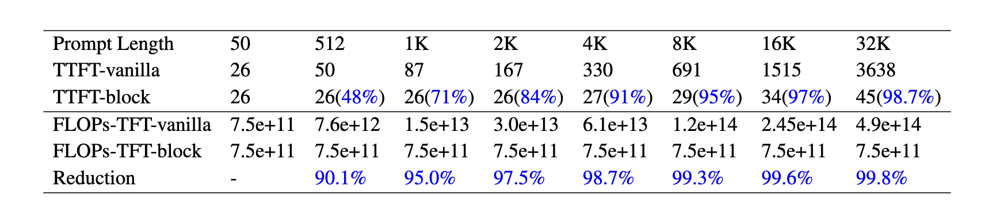 Prompt Length 50 512 1K 2K 4K 8K 16K 32K
TTFT-vanilla 26 50 87 167 330 691 1515 3638
TTFT-block 26 26(48%) 26(71%) 26(84%) 27(91%) 29(95%) 34(97%) 45(98.7%)
FLOPs-TFT-vanilla 7.5e+11 7.6e+12 1.5e+13 3.0e+13 6.1e+13 1.2e+14 2.45e+14 4.9e+14
FLOPs-TFT-block 7.5e+11 7.5e+11 7.5e+11 7.5e+11 7.5e+11 7.5e+11 7.5e+11 7.5e+11
Reduction - 90.1% 95.0% 97.5% 98.7% 99.3% 99.6% 99.8%